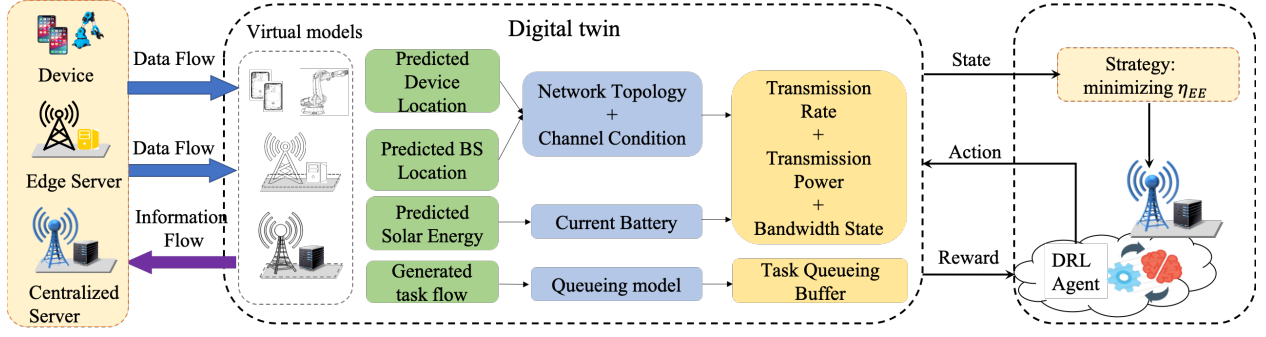 Device
Edge Server
Centralized
Server
Data Flow
Data Flow
Information
Flow
Digital twin
Virtual models
Predicted
Device
Location
Predicted BS
Location
Predicted
Solar Energy
Generated
task flow
Network Topology
+
Channel Condition
Current Battery
Queueing model
Transmission
Rate
+
Transmission
Power
+
Bandwidth State
Task Queueing
Buffer
State
Action
Reward
Strategy:
minimizing η_EE
DRL
Agent